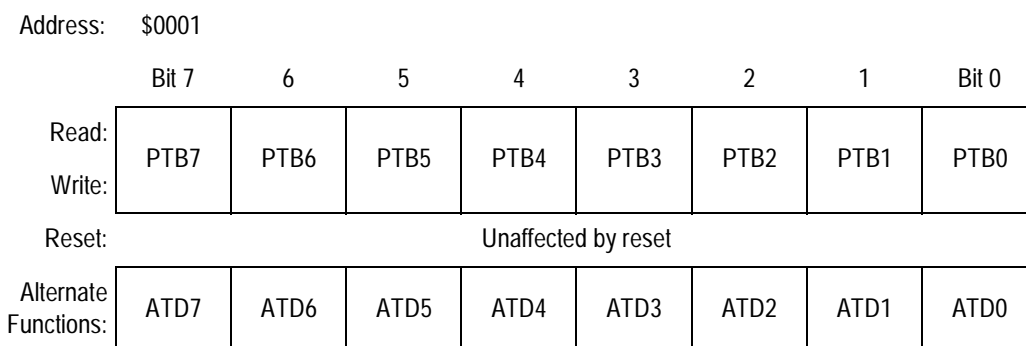 Address: $0001
Bit 7 6 5 4 3 2 1 Bit 0
Read:
PTB7 PTB6 PTB5 PTB4 PTB3 PTB2 PTB1 PTB0
Write:
Reset: Unaffected by reset
Alternate
Functions: ATD7 ATD6 ATD5 ATD4 ATD3 ATD2 ATD1 ATD0